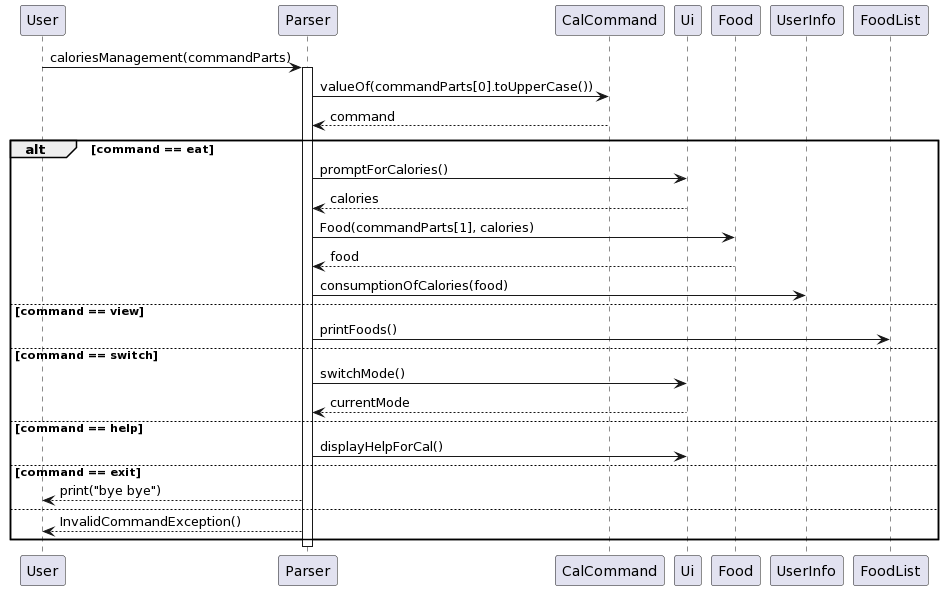 User Parser CalCommand Ui Food UserInfo FoodList
caloriesManagement(commandParts)
valueOf(commandParts[0].toUpperCase())
command
alt [command == eat]
promptForCalories()
calories
Food(commandParts[1], calories)
food
consumptionOfCalories(food)
[command == view]
printFoods()
[command == switch]
switchMode()
currentMode
[command == help]
displayHelpForCal()
[command == exit]
print("bye bye")
InvalidCommandException()
User Parser CalCommand Ui Food UserInfo FoodList